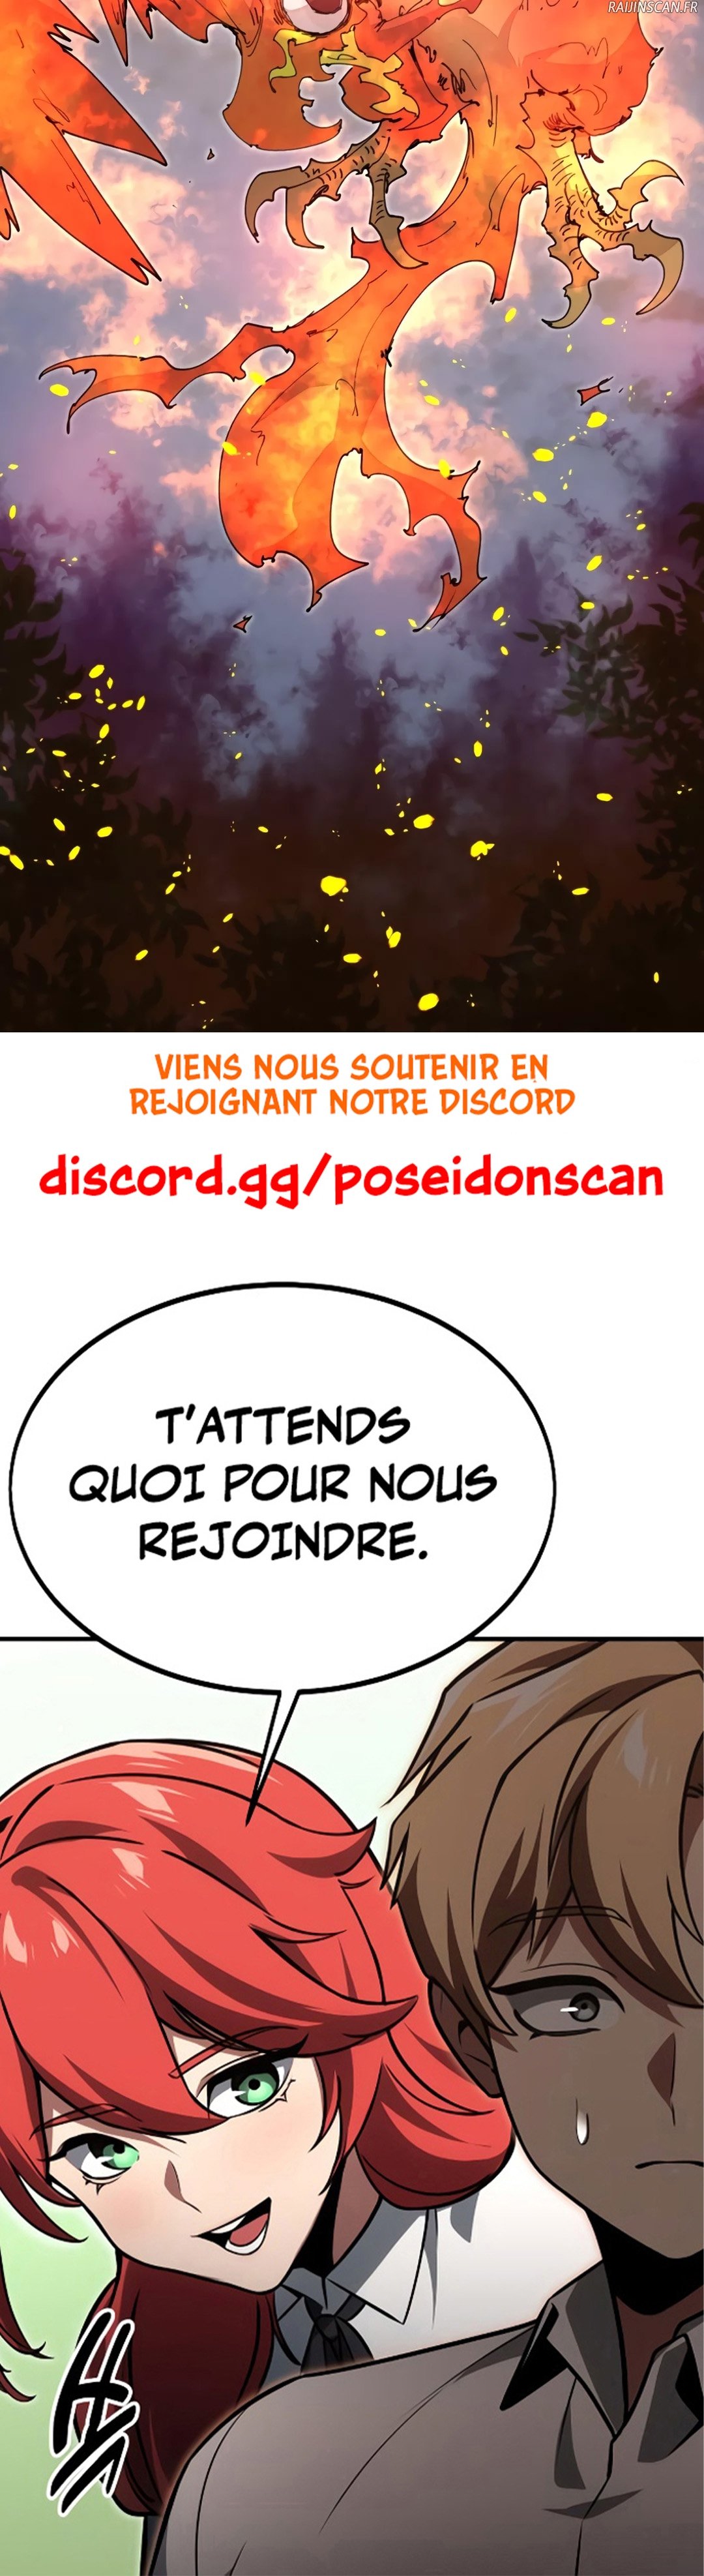 RAIJINSCAN.FR
VIENS NOUS SOUTENIR EN
REJOIGNANT NOTRE DISCORD
discord.gg/poseidonscan
T'ATTENDS
QUOI POUR NOUS
REJOINDRE.